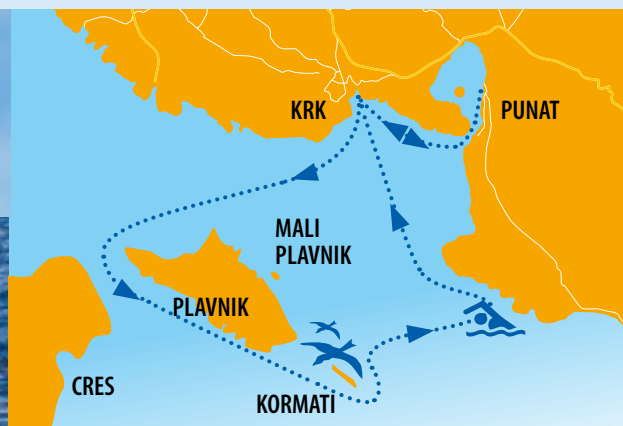 KRK
PUNAT
MALI
PLAVNIK
PLAVNIK
CRES
KORMATI